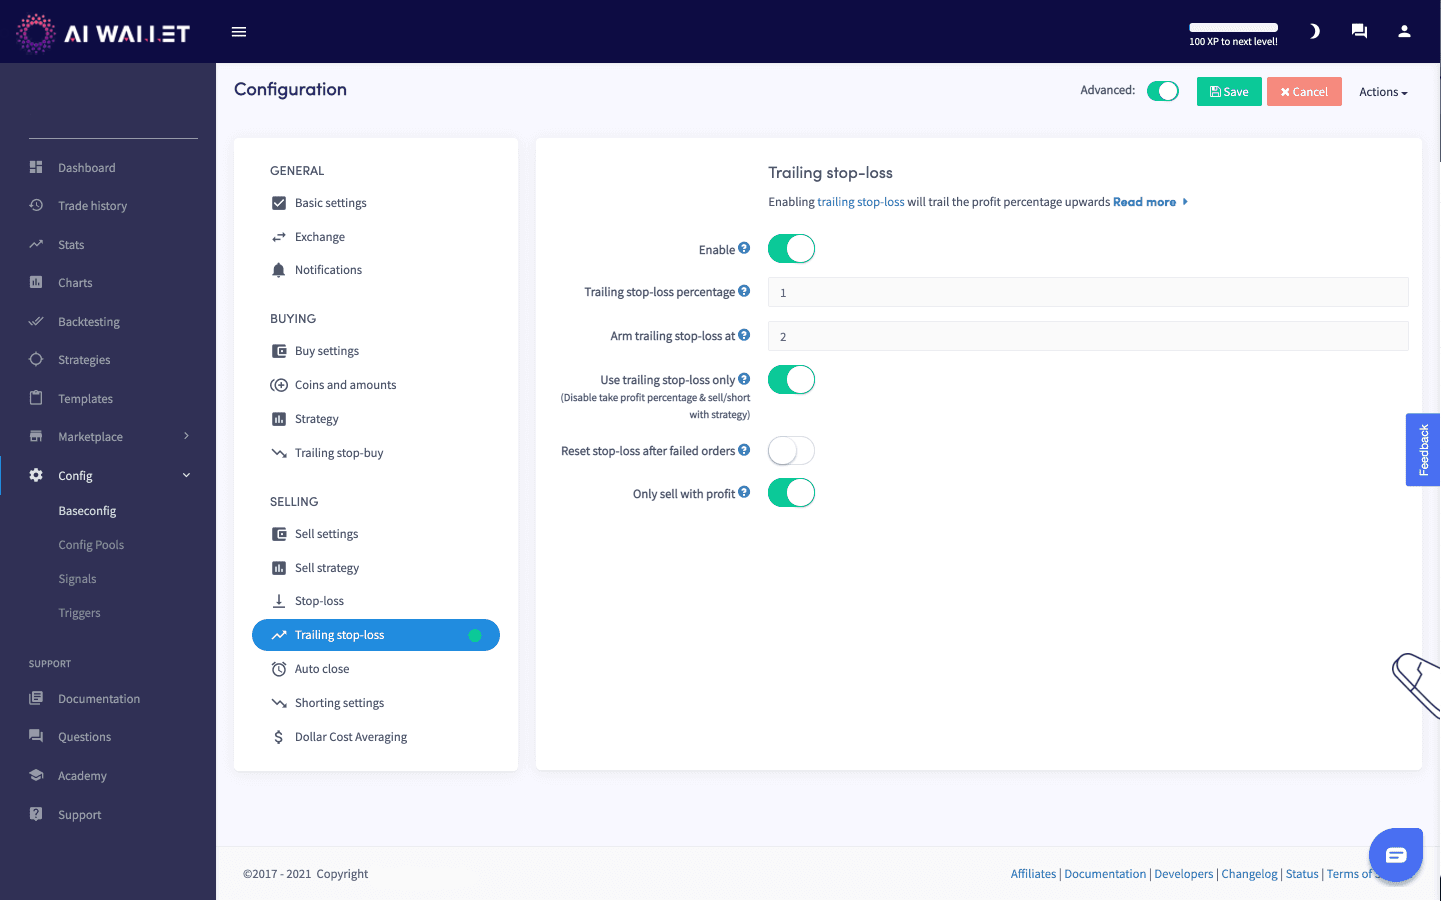 AI WALLET
100 XP to next level!
Configuration
Advanced:
Save
Cancel
Actions
Dashboard
Trade history
Stats
Charts
Backtesting
Strategies
Templates
Marketplace
Config
Baseconfig
Config Pools
Signals
Triggers
SUPPORT
Documentation
Questions
Academy
Support
GENERAL
Basic settings
Exchange
Notifications
BUYING
Buy settings
Coins and amounts
Strategy
Trailing stop-buy
SELLING
Sell settings
Sell strategy
Stop-loss
Trailing stop-loss
Auto close
Shorting settings
Dollar Cost Averaging
Trailing stop-loss
Enabling trailing stop-loss will trail the profit percentage upwards Read more
Enable
Trailing stop-loss percentage
1
Arm trailing stop-loss at
2
Use trailing stop-loss only
(Disable take profit percentage & sell/short
with strategy)
Reset stop-loss after failed orders
Only sell with profit
Feedback
©2017 - 2021 Copyright
Affiliates | Documentation | Developers | Changelog | Status | Terms of